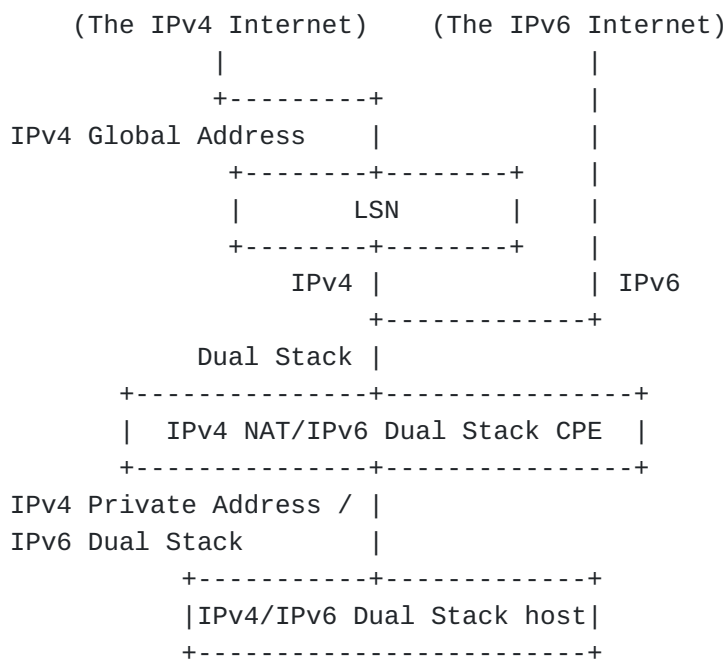 (The IPv4 Internet) (The IPv6 Internet)
IPv4 Global Address
LSN
IPv4 IPv6
Dual Stack
IPv4 NAT/IPv6 Dual Stack CPE
IPv4 Private Address /
IPv6 Dual Stack
IPv4/IPv6 Dual Stack host